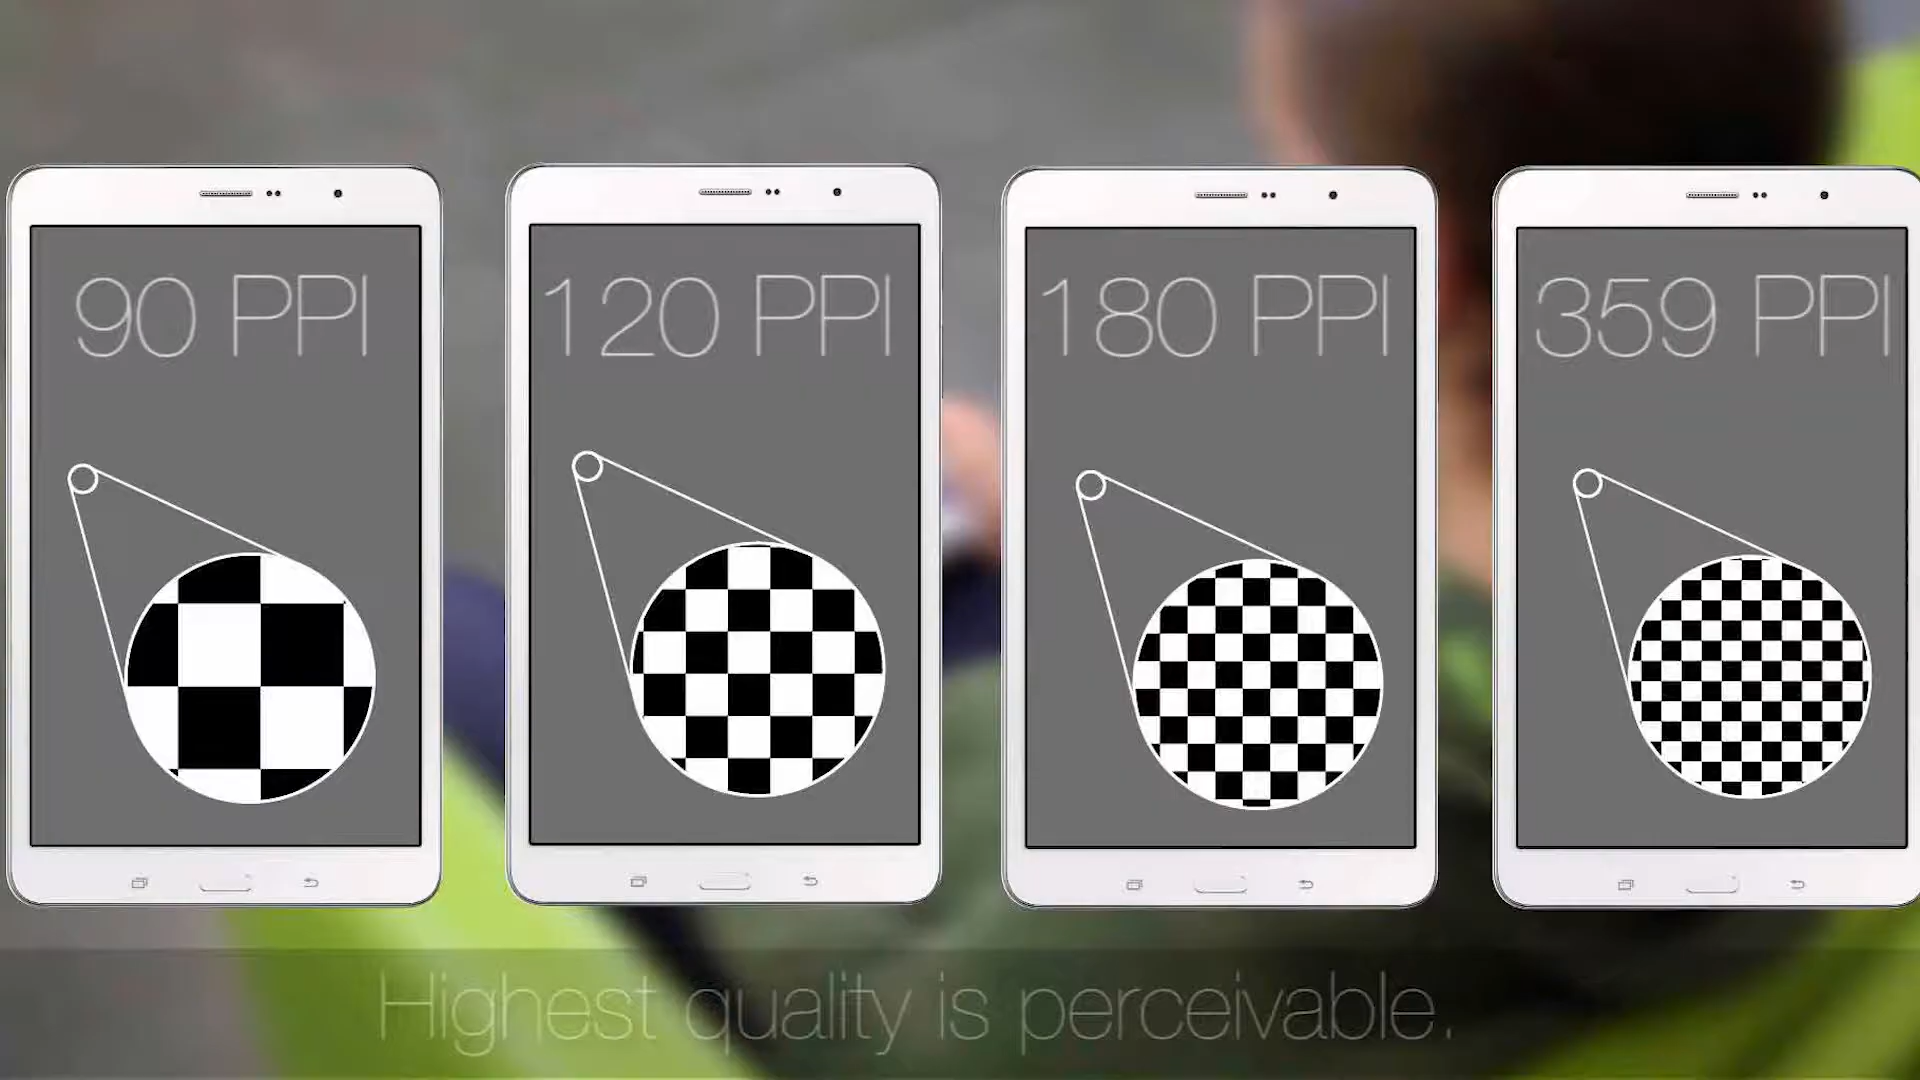 90 PPI
120 PPI
180 PPI
359 PPI
Highest quality is perceivable.